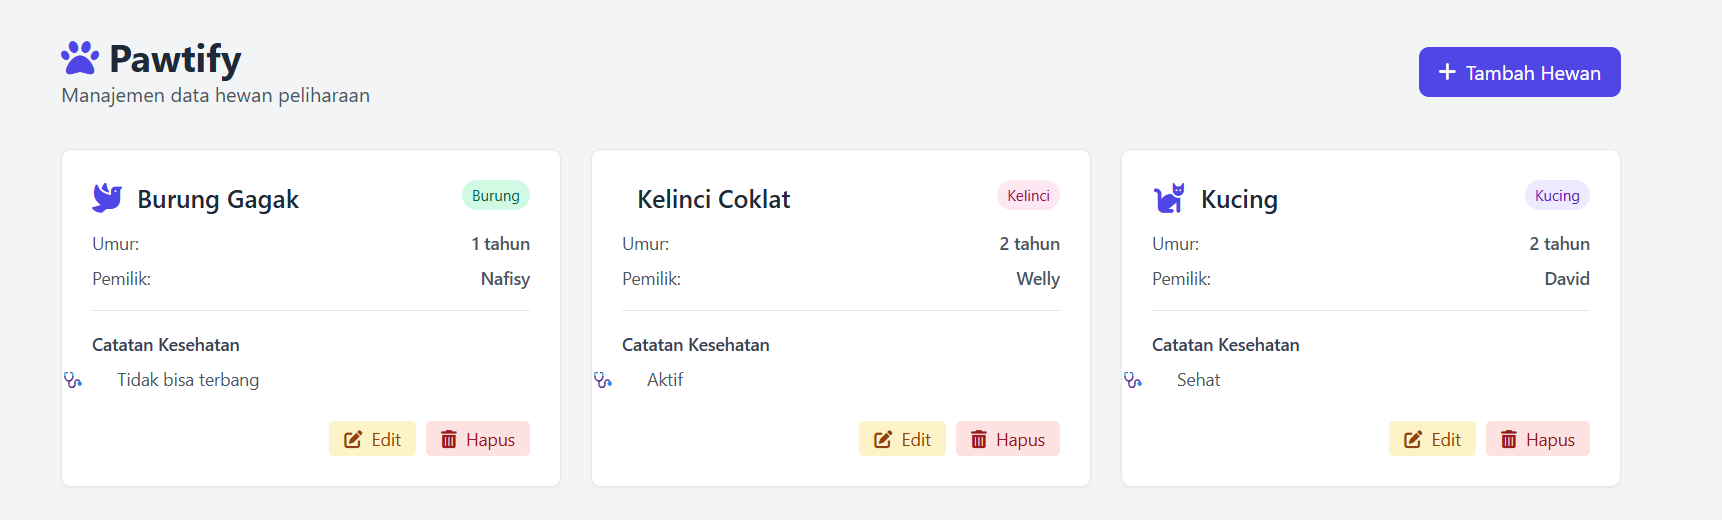 Pawtify
Manajemen data hewan peliharaan
Tambah Hewan
Burung Gagak
Burung
Umur: 1 tahun
Pemilik: Nafisy
Catatan Kesehatan
Tidak bisa terbang
Edit Hapus
Kelinci Coklat
Kelinci
Umur: 2 tahun
Pemilik: Welly
Catatan Kesehatan
Aktif
Edit Hapus
Kucing
Kucing
Umur: 2 tahun
Pemilik: David
Catatan Kesehatan
Sehat
Edit Hapus